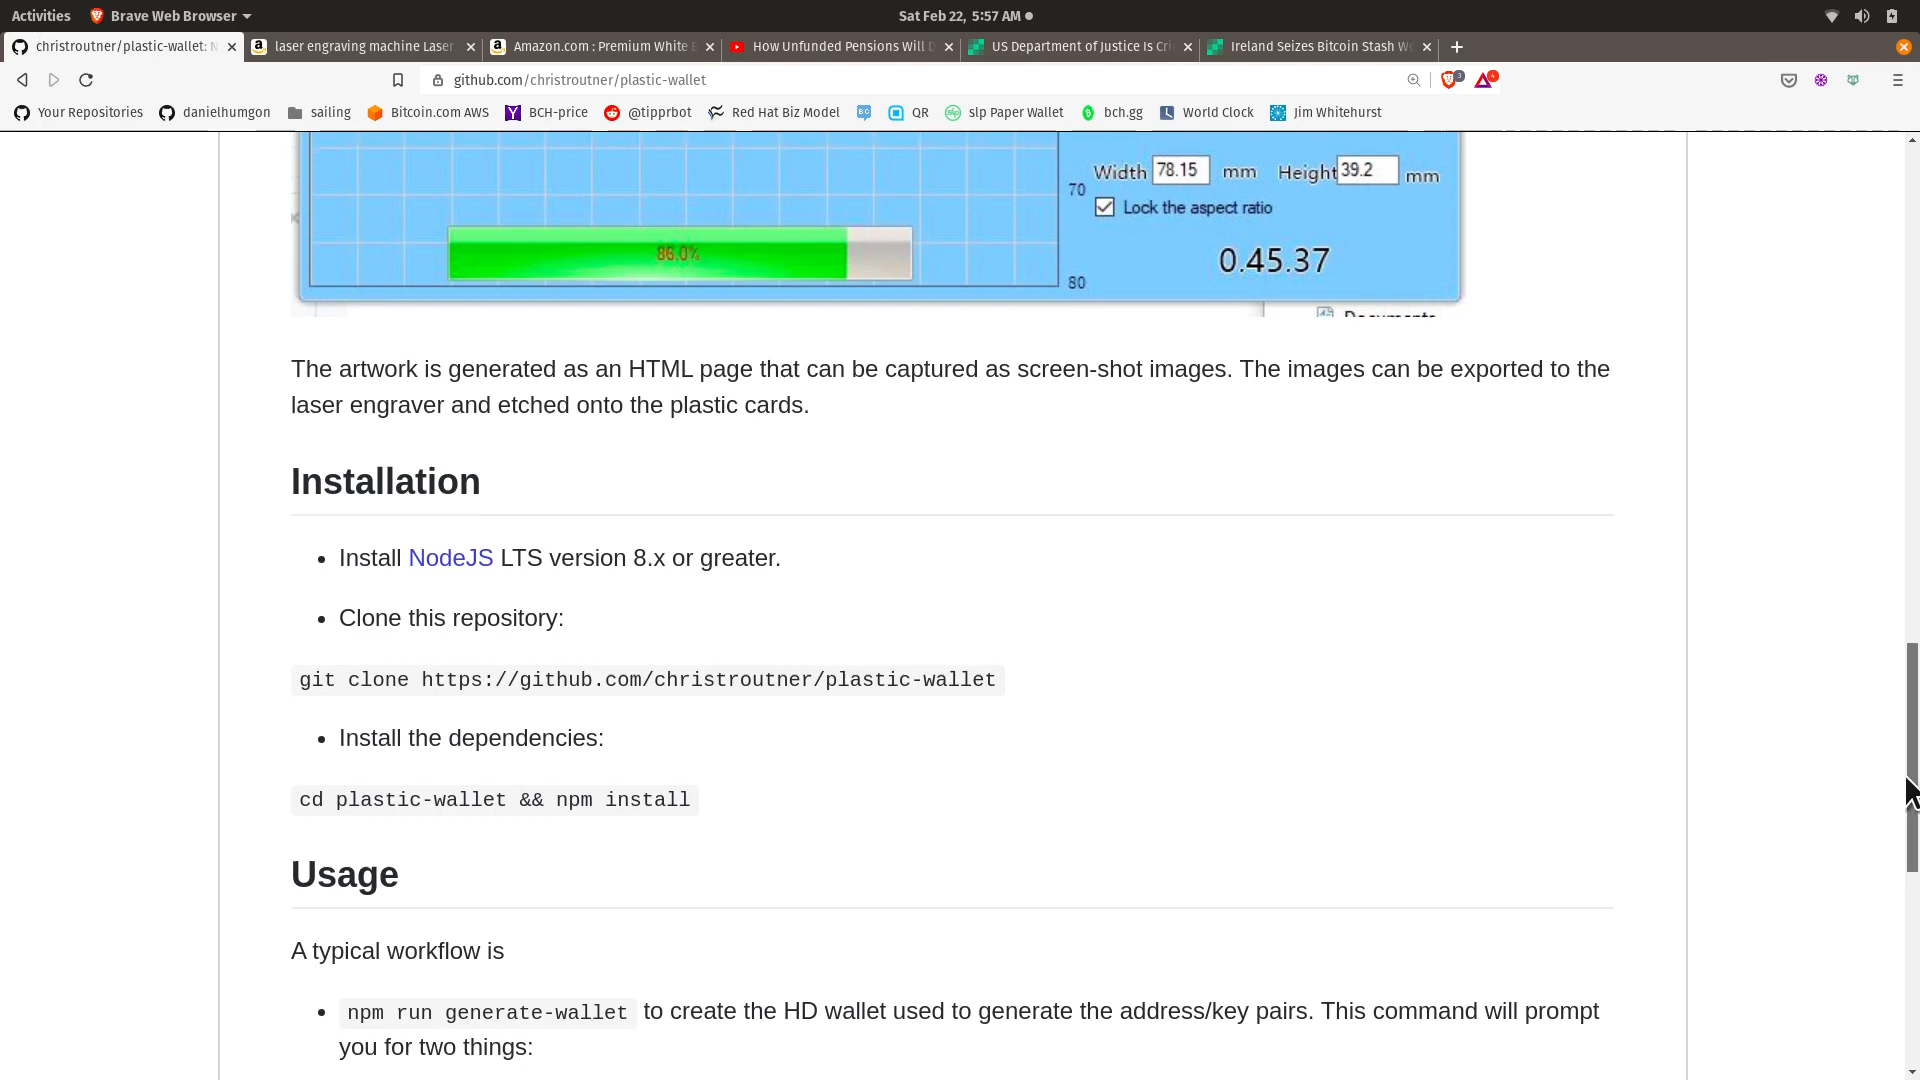 Activities
Brave Web Browser
Sat Feb 22, 5:57 AM
christroutner/plastic-wallet:
laser engraving machine Laser
Amazon.com : Premium White
How Unfunded Pensions Will
US Department of Justice Is
Ireland Seizes Bitcoin Stash
github.com/christroutner/plastic-wallet
3
4
Your Repositories
danielhumgon
sailing
Bitcoin.com AWS
BCH-price
@tipprbot
Red Hat Biz Model
QR
slp Paper Wallet
bch.gg
World Clock
Jim Whitehurst
Width 78.15 mm Height 39.2 mm
70
Lock the aspect ratio
86.0%
0.45.37
80
Documents
The artwork is generated as an HTML page that can be captured as screen-shot images. The images can be exported to the
laser engraver and etched onto the plastic cards.
Installation
• Install NodeJS LTS version 8.x or greater.
• Clone this repository:
git clone https://github.com/christroutner/plastic-wallet
• Install the dependencies:
cd plastic-wallet && npm install
Usage
A typical workflow is
• npm run generate-wallet to create the HD wallet used to generate the address/key pairs. This command will prompt
you for two things: